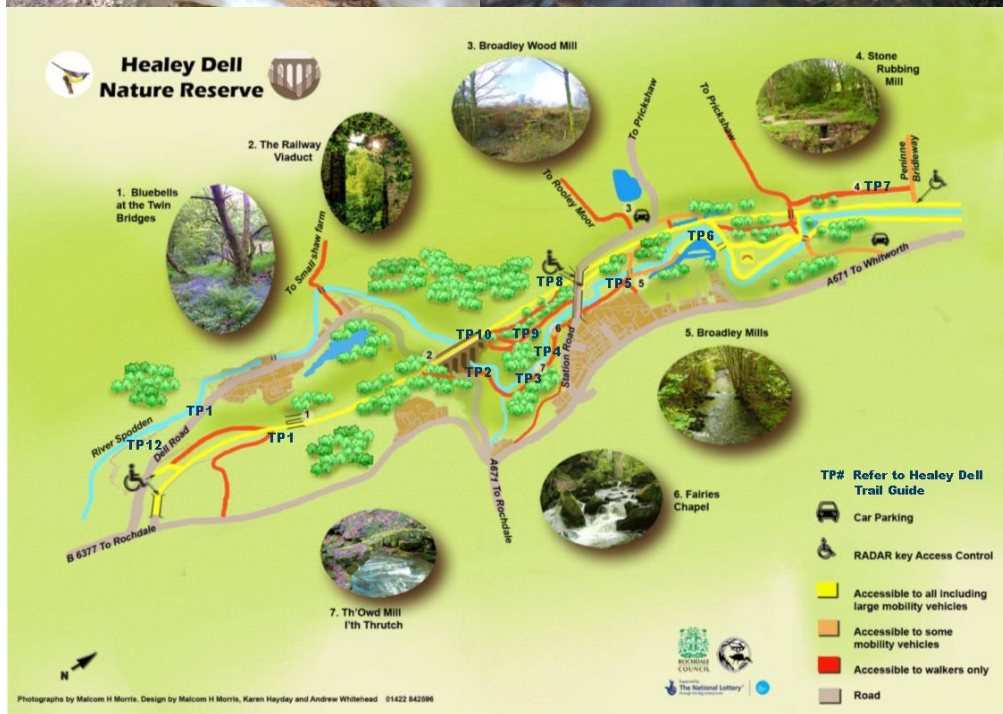 Healey Dell
Nature Reserve
3. Broadley Wood Mill
4. Stone
Rubbing
Mill
2. The Railway
Viaduct
1. Bluebells
at the Twin
Bridges
To Prickshaw
To Prickshaw
To Rooley Moor
To Small shaw farm
Peninne
Bridleway
4 TP7
3
TP6
A671 To Whitworth
TP8
TP5
5
TP10
TP9
6
TP4
2
TP2
7
TP3
Station Road
5. Broadley Mills
1
TP1
TP1
River Spodden
TP12
Dell Road
A671 To Rochdale
B 6377 To Rochdale
6. Fairies
Chapel
7. Th'Owd Mill
I'th Thrutch
TP# Refer to Healey Dell
Trail Guide
Car Parking
RADAR key Access Control
Accessible to all including
large mobility vehicles
Accessible to some
mobility vehicles
Accessible to walkers only
Road
N
ROCHDALE
COUNCIL
Supported by
The National Lottery
Photographs by Malcom H Morris. Design by Malcom H Morris, Karen Hayday and Andrew Whitehead 01422 842596